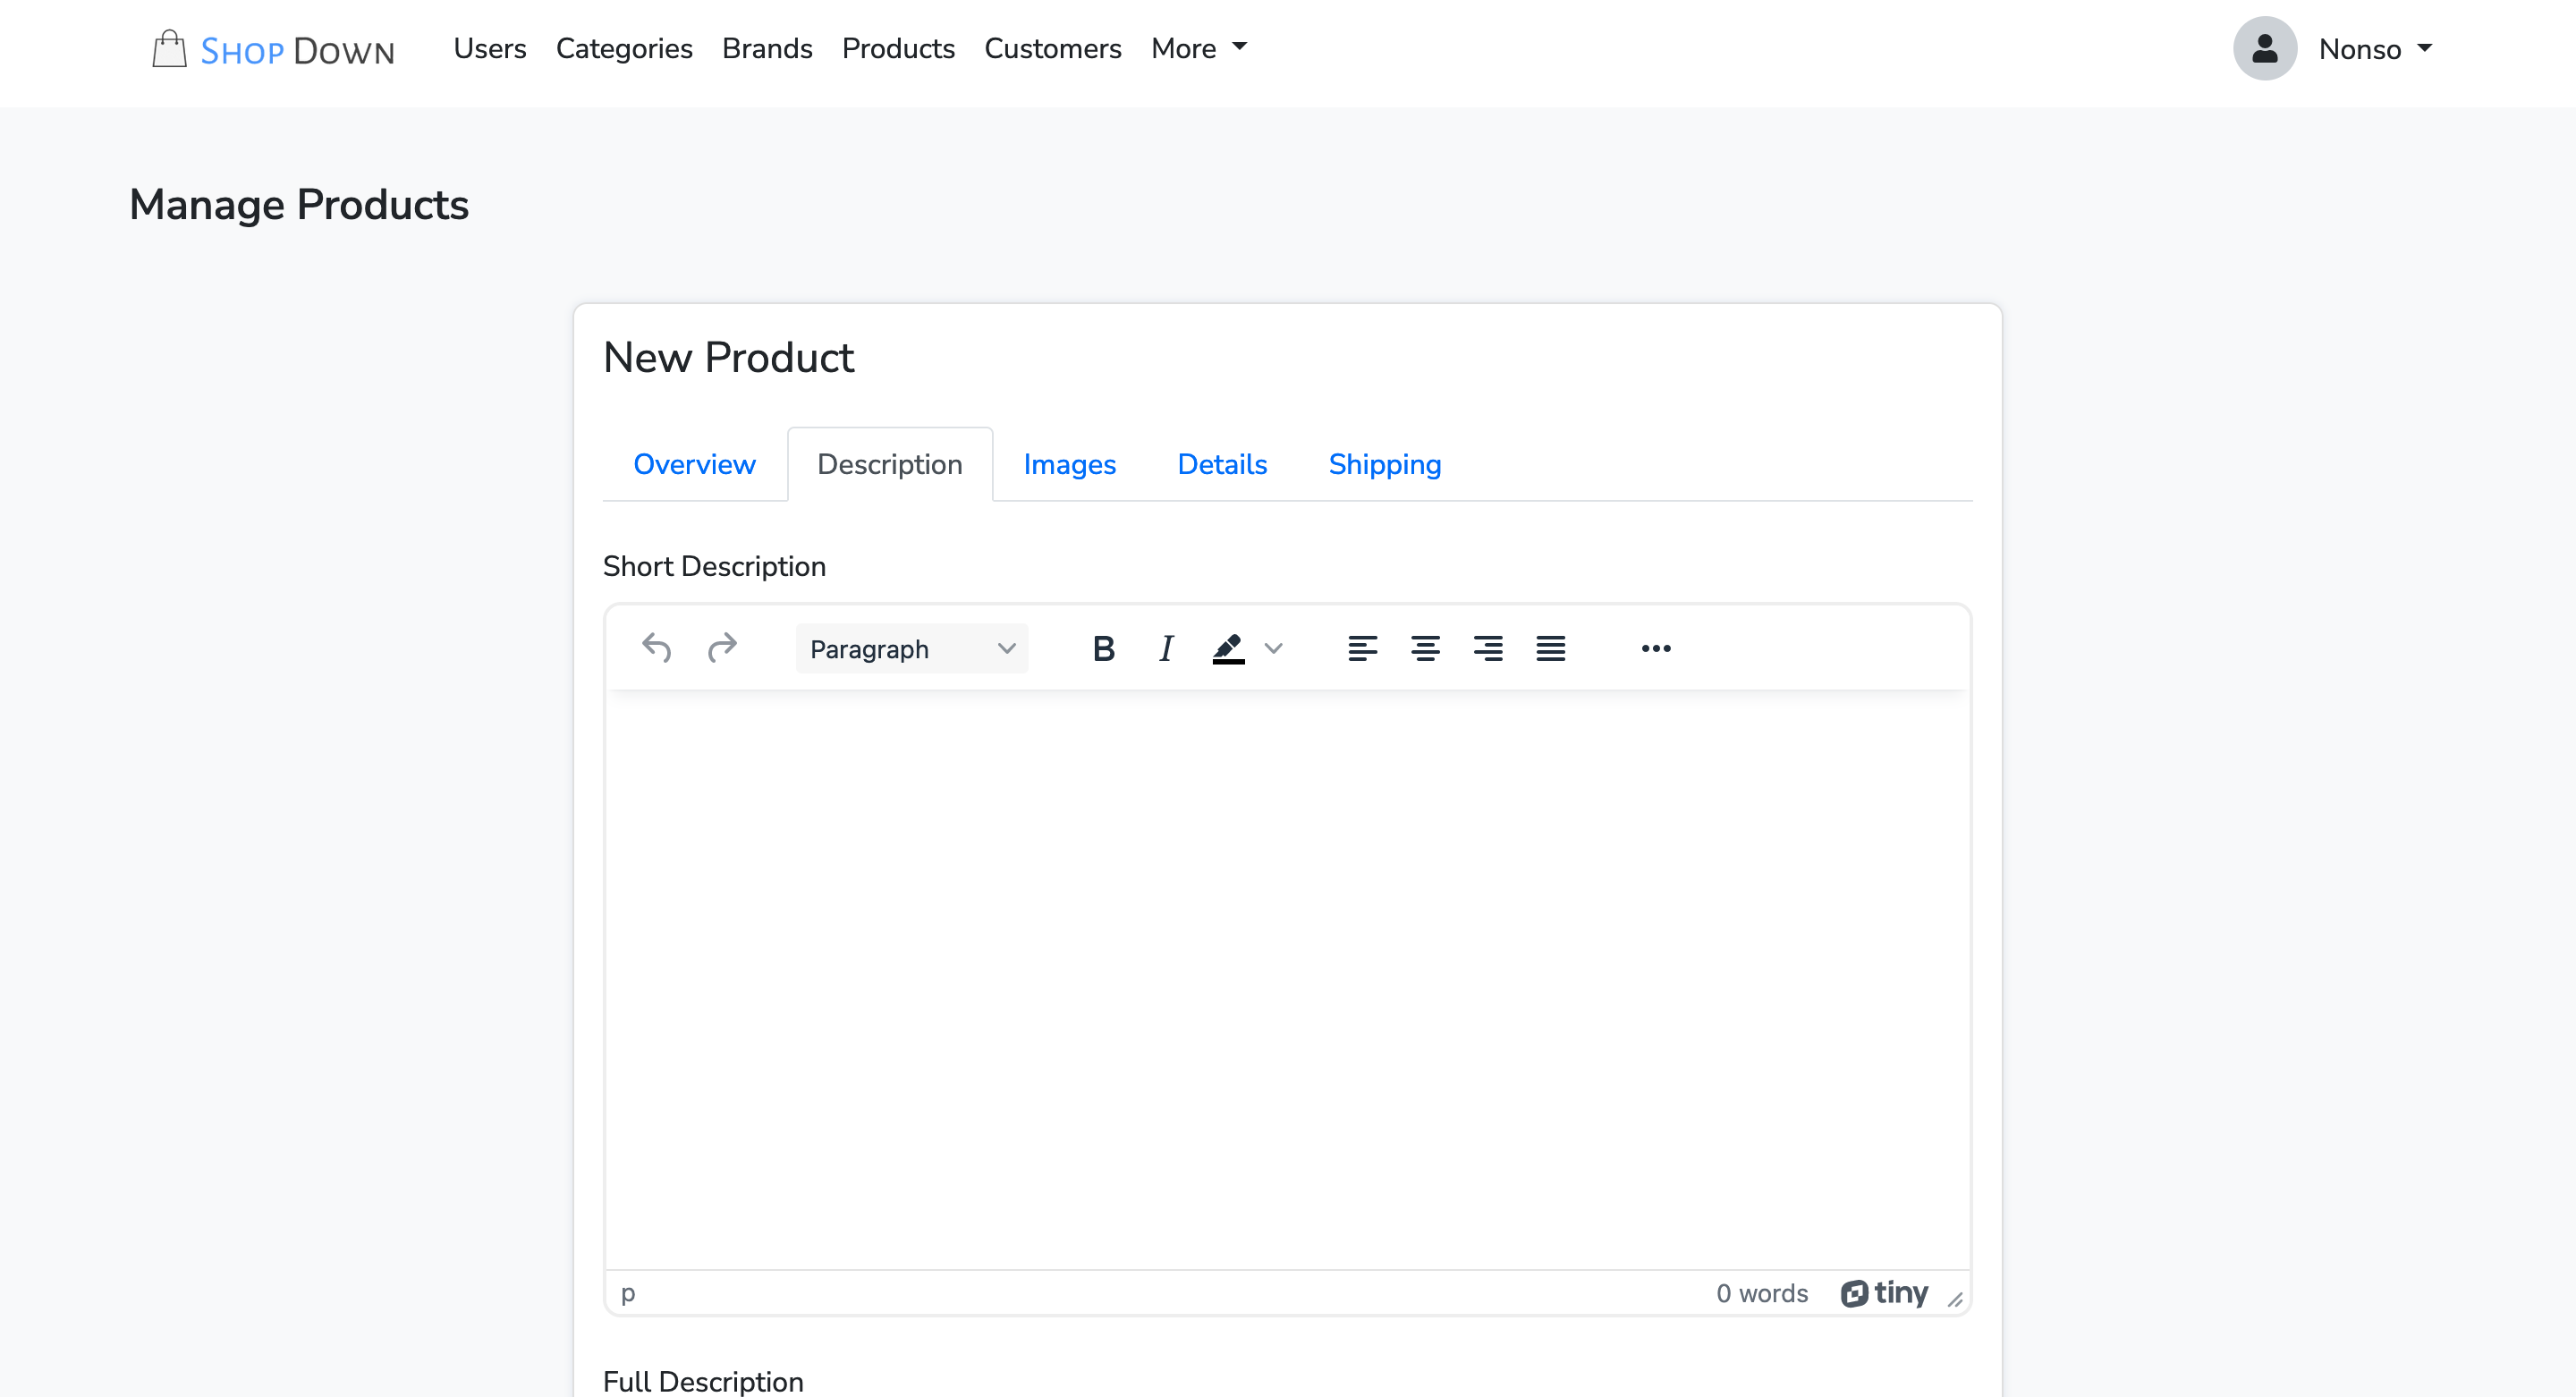 SHOP DOWN Users Categories Brands Products Customers More Nonso
Manage Products
New Product
Overview Description Images Details Shipping
Short Description
Paragraph B I
p 0 words tiny
Full Description